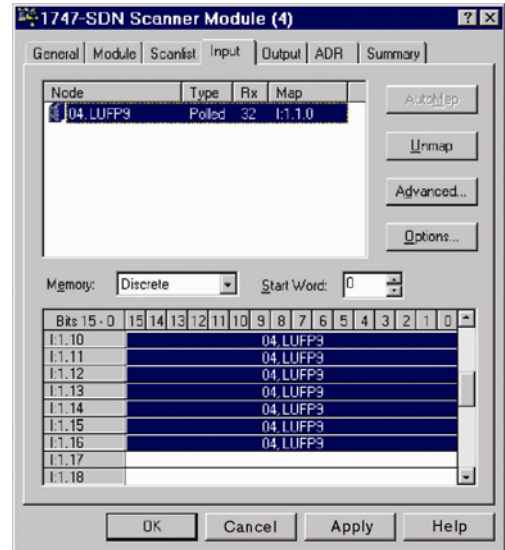 1747-SDN Scanner Module (4)
General Module Scanlist Input Output ADR Summary
Node Type Rx Map
04, LUFP9 Polled 32 I:1.1.0
AutoMap
Unmap
Advanced...
Options...
Memory: Discrete Start Word: 0
Bits 15 - 0 15 14 13 12 11 10 9 8 7 6 5 4 3 2 1 0
I:1.10 04, LUFP9
I:1.11 04, LUFP9
I:1.12 04, LUFP9
I:1.13 04, LUFP9
I:1.14 04, LUFP9
I:1.15 04, LUFP9
I:1.16 04, LUFP9
I:1.17
I:1.18
OK Cancel Apply Help